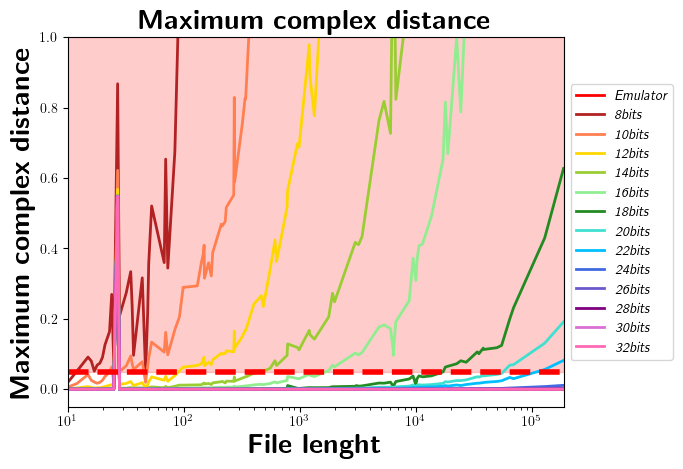 Maximum complex distance
Maximum complex distance
1.0
0.8
0.6
0.4
0.2
0.0
10^1
10^2
10^3
10^4
10^5
File lenght
Emulator
8bits
10bits
12bits
14bits
16bits
18bits
20bits
22bits
24bits
26bits
28bits
30bits
32bits